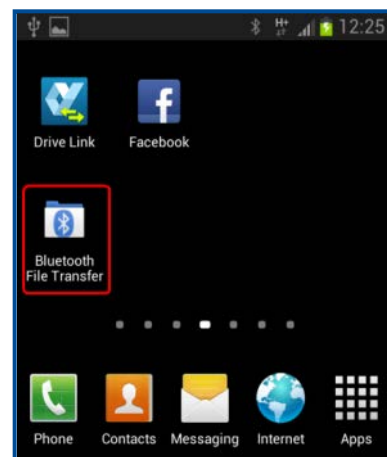 H+ 12:25
Drive Link Facebook
Bluetooth
File Transfer
Phone Contacts Messaging Internet Apps